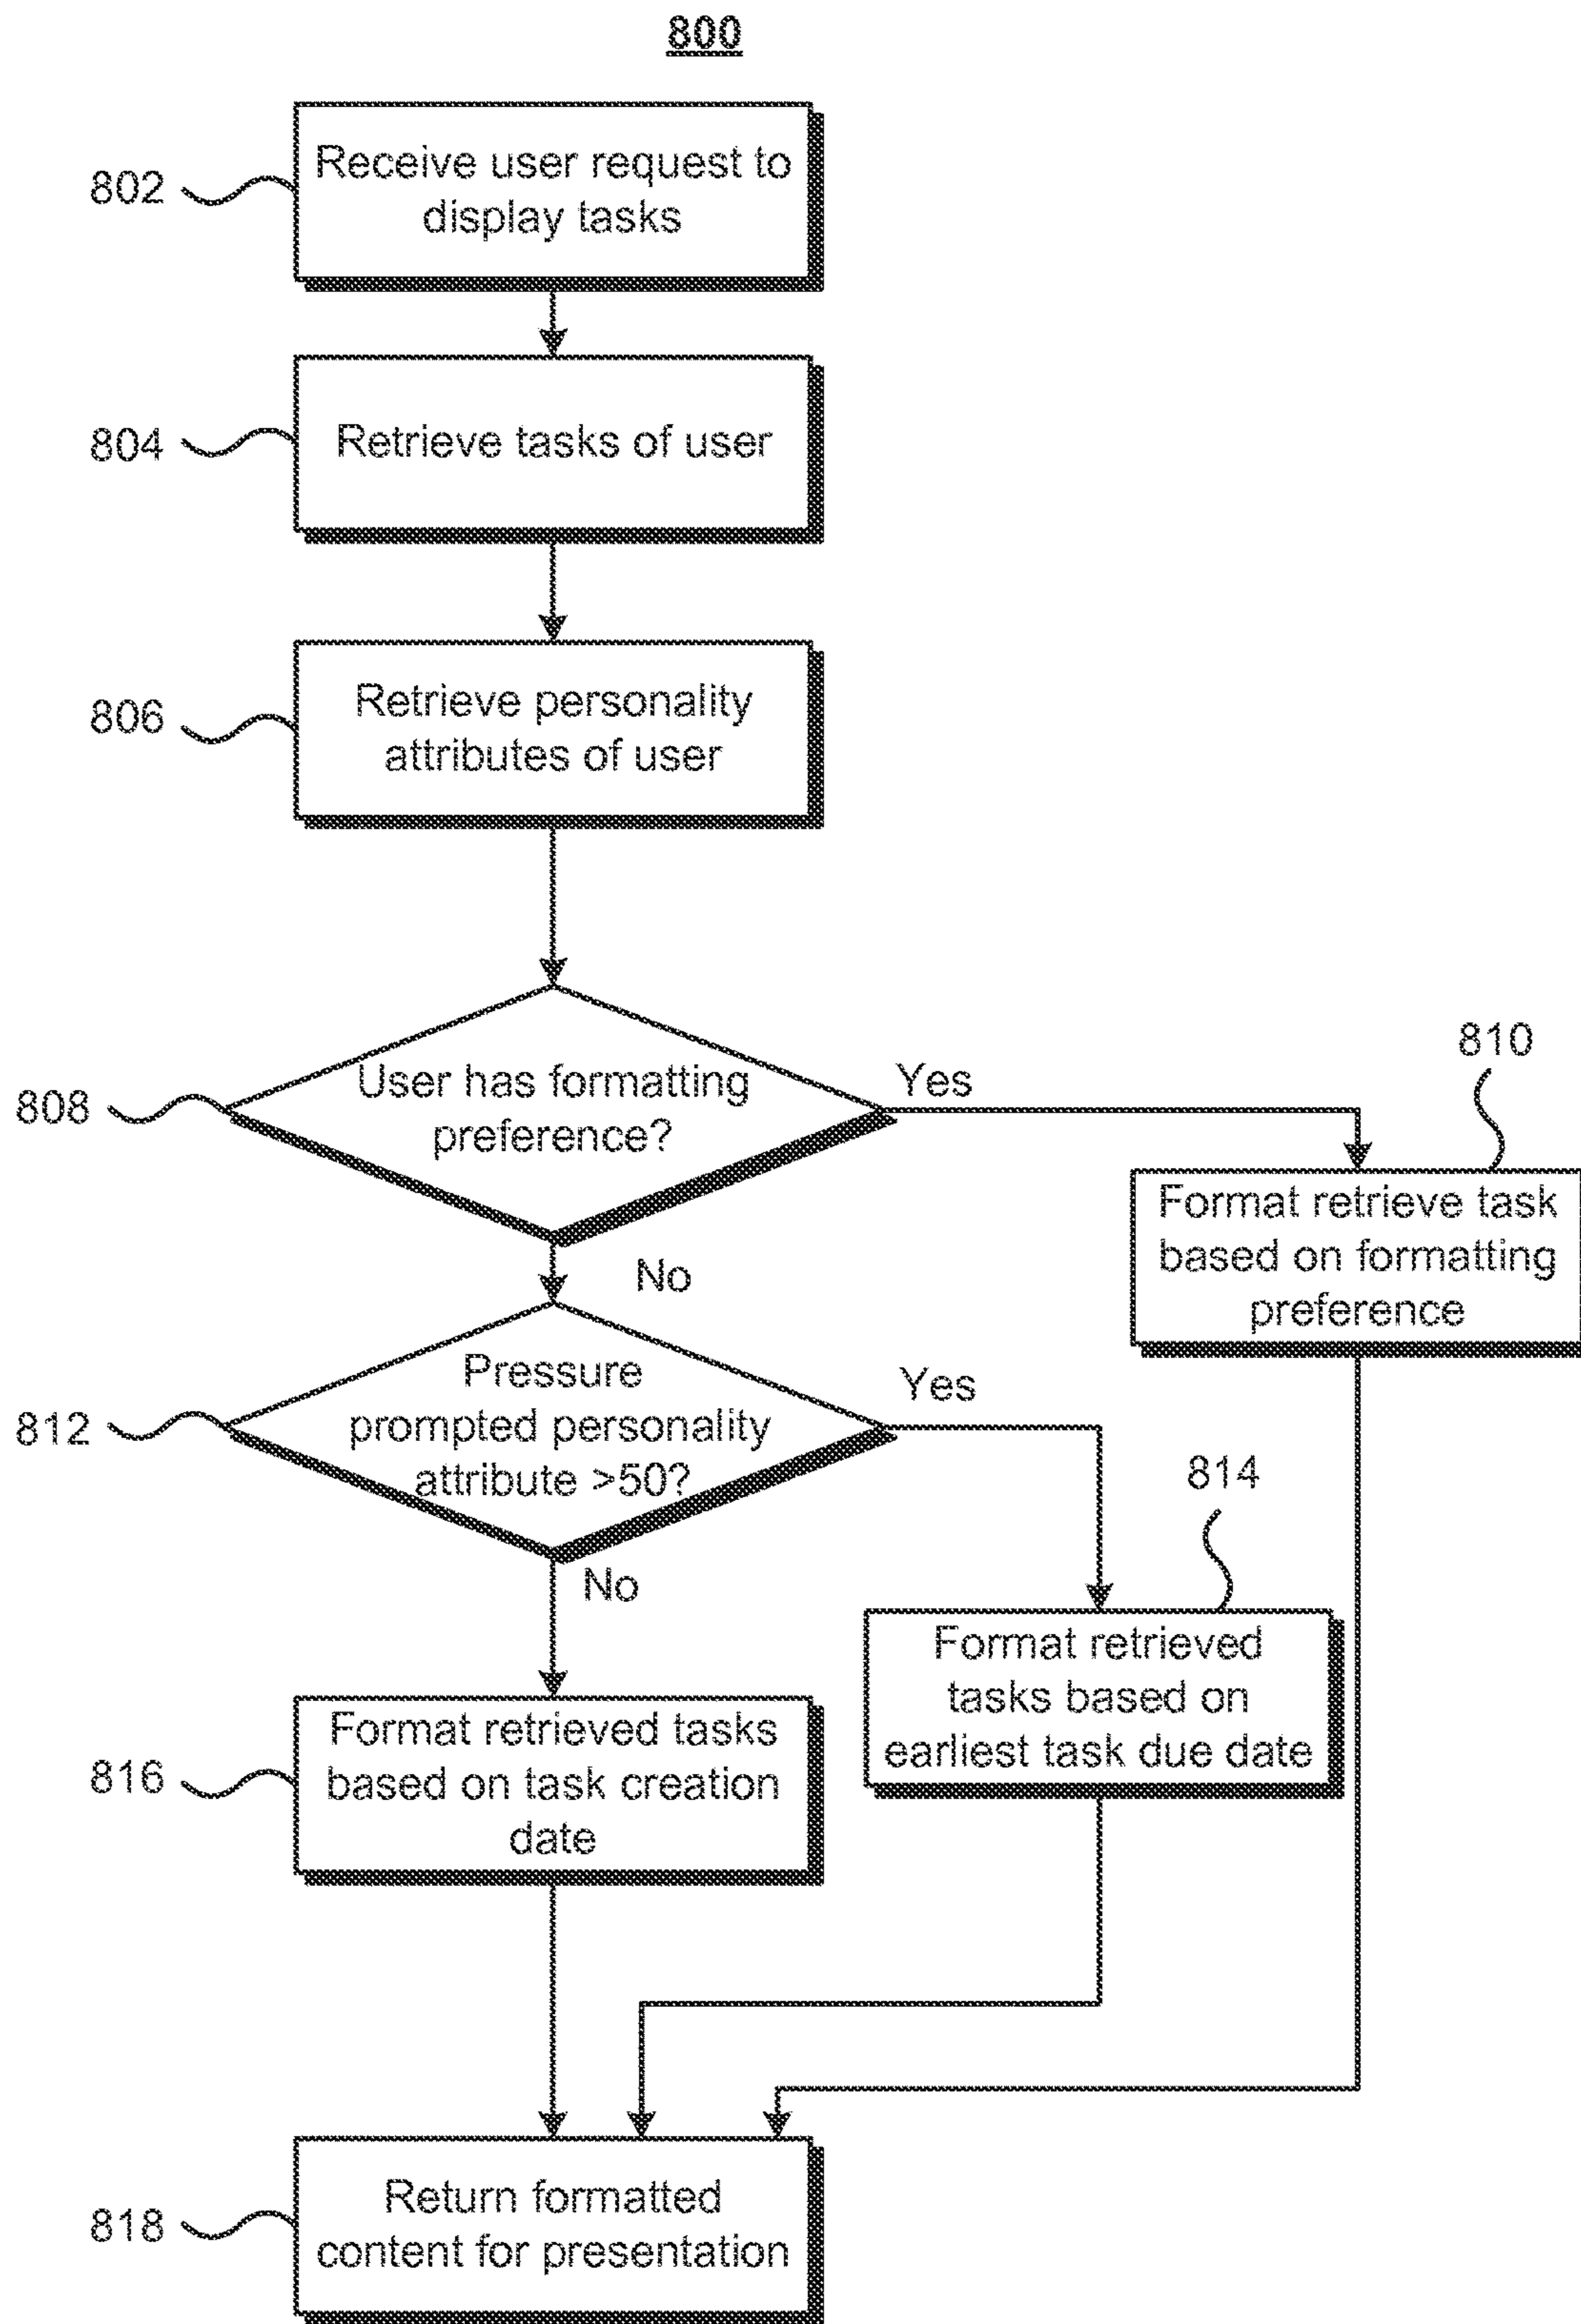 800
Receive user request to
display tasks
802
Retrieve tasks of user
804
Retrieve personality
attributes of user
806
User has formatting
preference?
808
Yes
810
Format retrieve task
based on formatting
preference
No
Pressure
prompted personality
attribute >50?
812
Yes
814
Format retrieved
tasks based on
earliest task due date
No
Format retrieved tasks
based on task creation
date
816
Return formatted
content for presentation
818